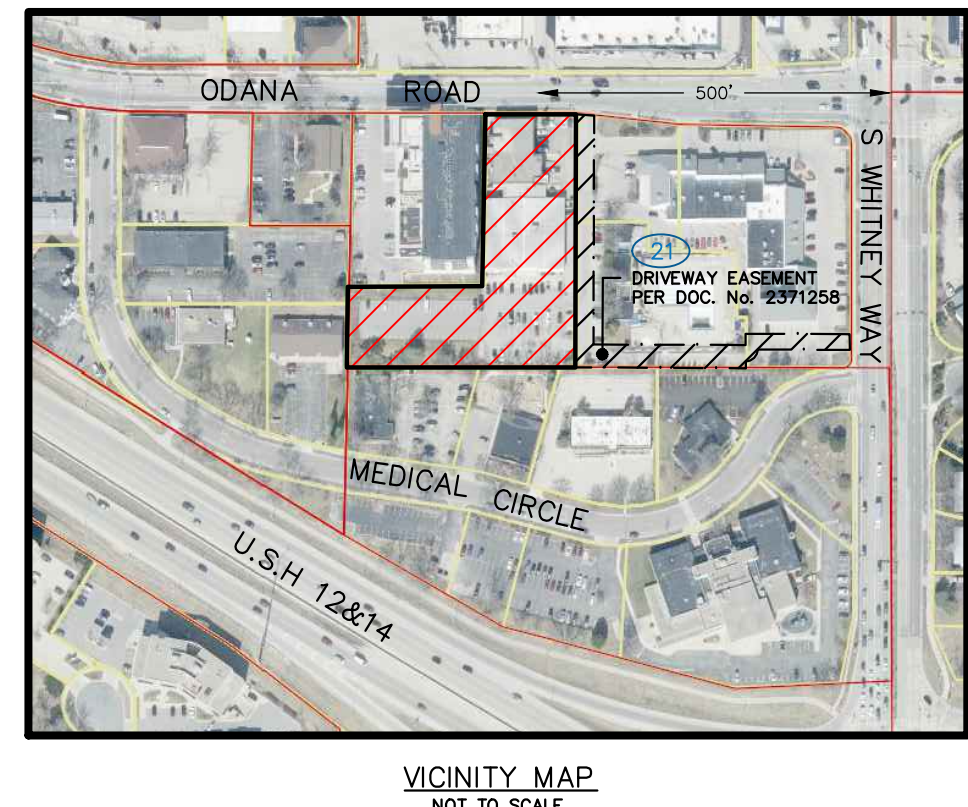 ODANA ROAD
500'
S WHITNEY WAY
21
DRIVEWAY EASEMENT
PER DOC. No. 2371258
MEDICAL CIRCLE
U.S.H 12&14
VICINITY MAP
NOT TO SCALE